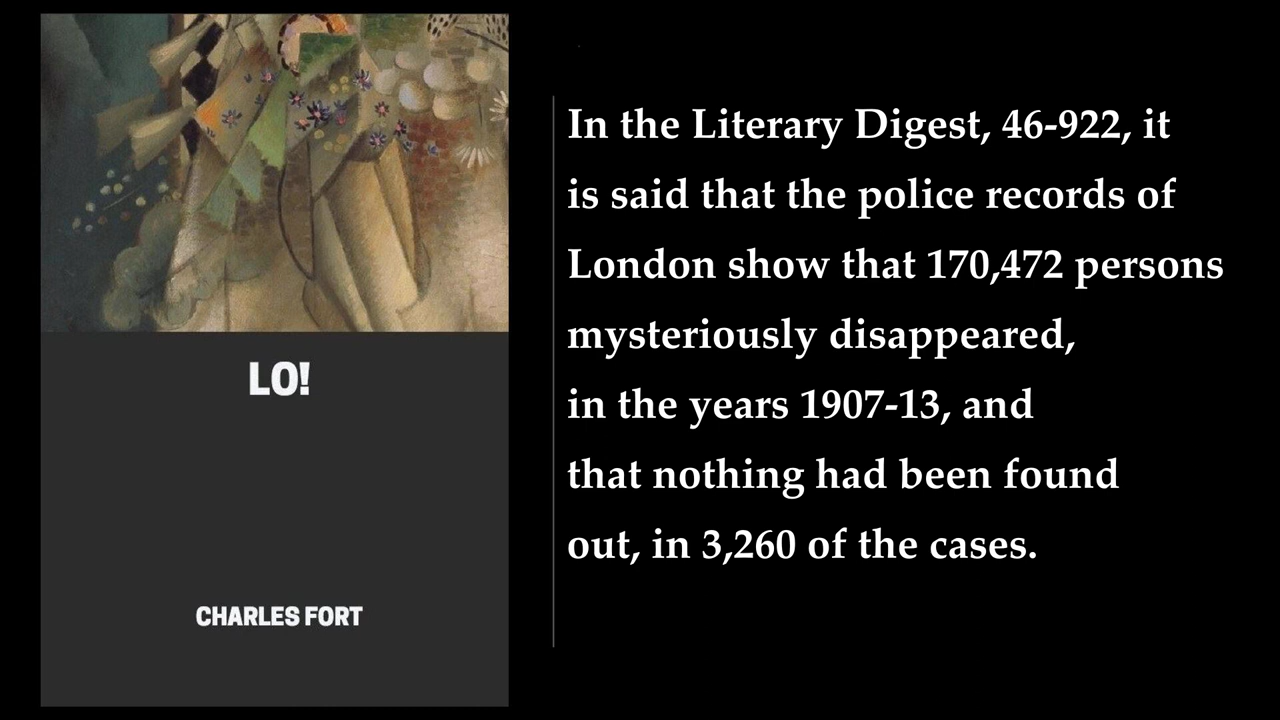 LO!
CHARLES FORT
In the Literary Digest, 46-922, it
is said that the police records of
London show that 170,472 persons
mysteriously disappeared,
in the years 1907-13, and
that nothing had been found
out, in 3,260 of the cases.